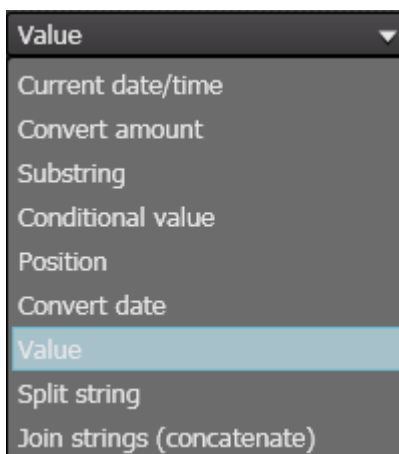 Value
Current date/time
Convert amount
Substring
Conditional value
Position
Convert date
Value
Split string
Join strings (concatenate)